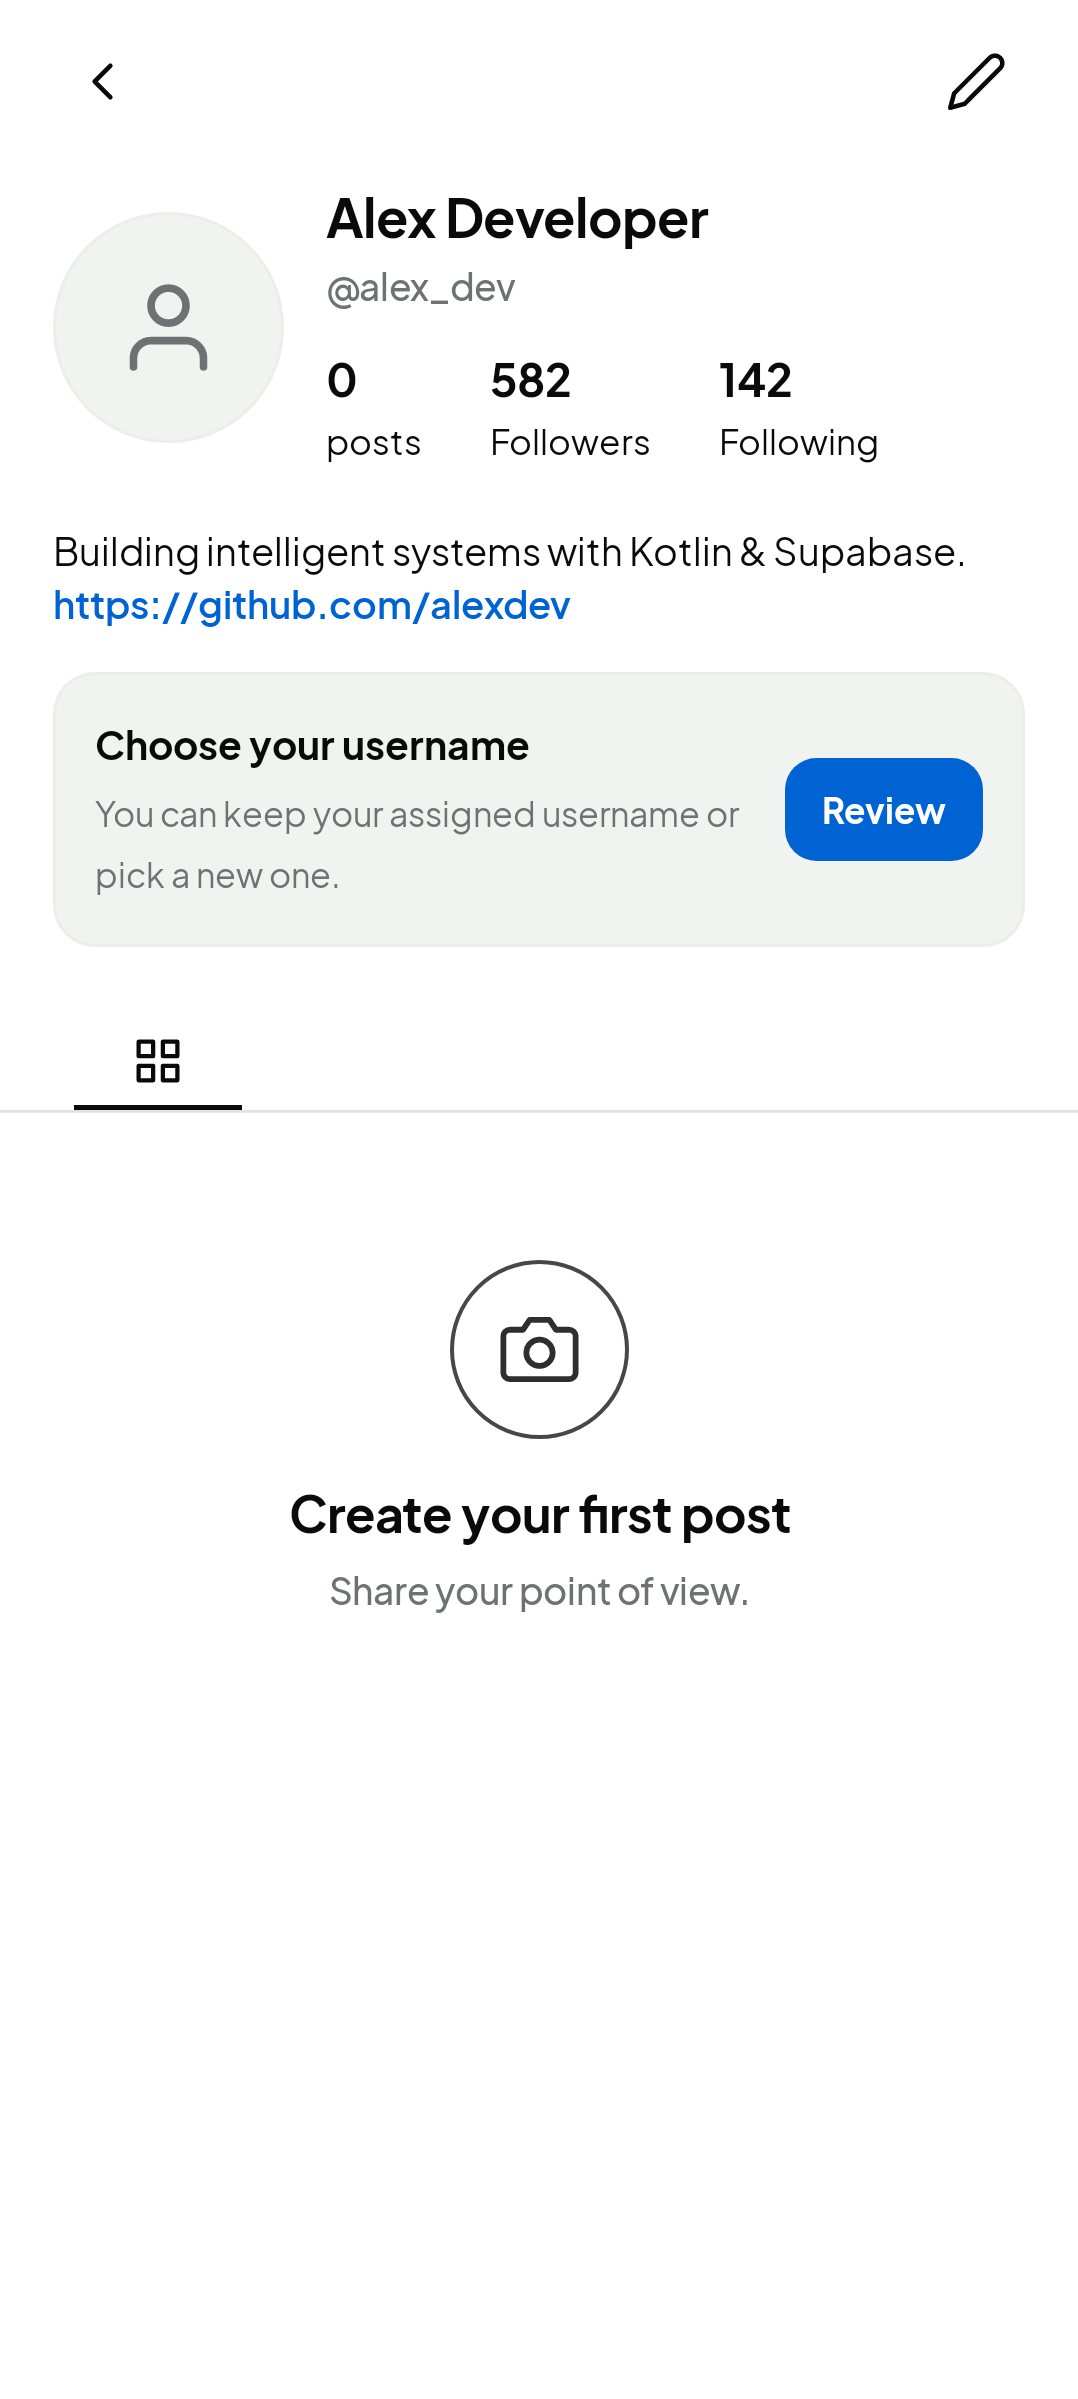 Alex Developer
@alex_dev
0 582 142
posts Followers Following
Building intelligent systems with Kotlin & Supabase.
https://github.com/alexdev
Choose your username
You can keep your assigned username or
pick a new one.
Review
Create your first post
Share your point of view.